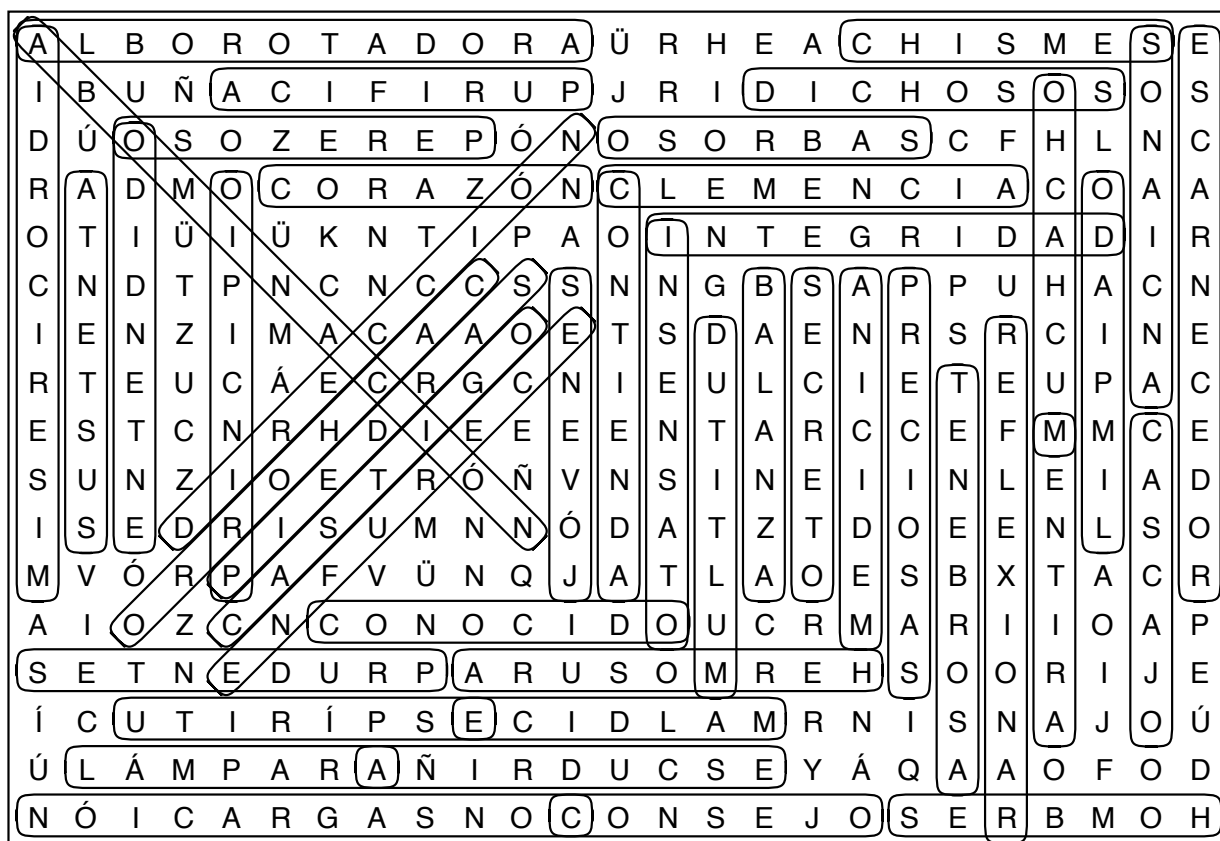 A L B O R O T A D O R A Ü R H E A C H I S M E S E
I B U Ñ A C I F I R U P J R I D I C H O S O S O S
D Ú O S O Z E R E P Ó N O S O R B A S C F H L N C
R A D M O C O R A Z Ó N C L E M E N C I A C O A A
O T I Ü I Ü K N T I P A O I N T E G R I D A D I R
C N D T P N C N C C S S N N G B S A P P U H A C N
I E N Z I M A C A A O E T S D A E N R S R C I N E
R T E U C Á E C R G C N I E U L C I E T E U P A C
E S T C N R H D I E E E E N T A R C C E F M M C E
S U N Z I O E T R Ó Ñ V N S I N E I I N L E I A D
I S E D R I S U M N N Ó D A T Z T D O E E N L S O
M V Ó R P A F V Ü N Q J A T L A O E S B X T A C R
A I O Z C N C O N O C I D O U C R M A R I I O A P
S E T N E D U R P A R U S O M R E H S O O R I J E
Í C U T I R Í P S E C I D L A M R N I S N A J O Ú
Ú L Á M P A R A Ñ I R D U C S E Y Á Q A A O F O D
N Ó I C A R G A S N O C O N S E J O S E R B M O H